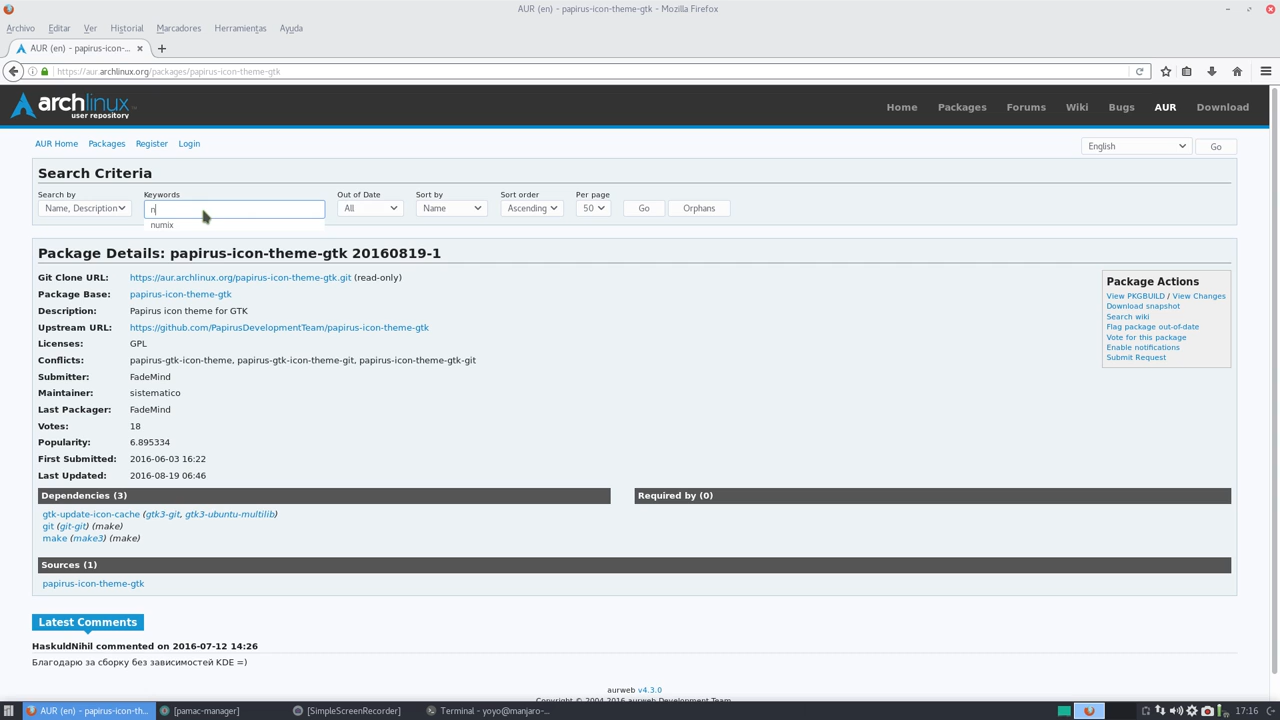 AUR (en) - papirus-icon-theme-gtk - Mozilla Firefox
Archivo Editar Ver Historial Marcadores Herramientas Ayuda
AUR (en) - papirus-icon-...
https://aur.archlinux.org/packages/papirus-icon-theme-gtk
archlinux
user repository
Home Packages Forums Wiki Bugs AUR Download
AUR Home Packages Register Login
English Go
Search Criteria
Search by Keywords Out of Date Sort by Sort order Per page
Name, Description n All Name Ascending 50 Go Orphans
numix
Package Details: papirus-icon-theme-gtk 20160819-1
Git Clone URL: https://aur.archlinux.org/papirus-icon-theme-gtk.git (read-only)
Package Base: papirus-icon-theme-gtk
Description: Papirus icon theme for GTK
Upstream URL: https://github.com/PapirusDevelopmentTeam/papirus-icon-theme-gtk
Licenses: GPL
Conflicts: papirus-gtk-icon-theme, papirus-gtk-icon-theme-git, papirus-icon-theme-gtk-git
Submitter: FadeMind
Maintainer: sistematico
Last Packager: FadeMind
Votes: 18
Popularity: 6.895334
First Submitted: 2016-06-03 16:22
Last Updated: 2016-08-19 06:46
Package Actions
View PKGBUILD / View Changes
Download snapshot
Search wiki
Flag package out-of-date
Vote for this package
Enable notifications
Submit Request
Dependencies (3)
gtk-update-icon-cache (gtk3-git, gtk3-ubuntu-multilib)
git (git-git) (make)
make (make3) (make)
Required by (0)
Sources (1)
papirus-icon-theme-gtk
Latest Comments
HaskuldNihil commented on 2016-07-12 14:26
Благодарю за сборку без зависимостей KDE =)
aurweb v4.3.0
Copyright © 2004-2016 aurweb Development Team.
AUR (en) - papirus-icon-th... [pamac-manager] [SimpleScreenRecorder] Terminal - yoyo@manjaro-... 17:16